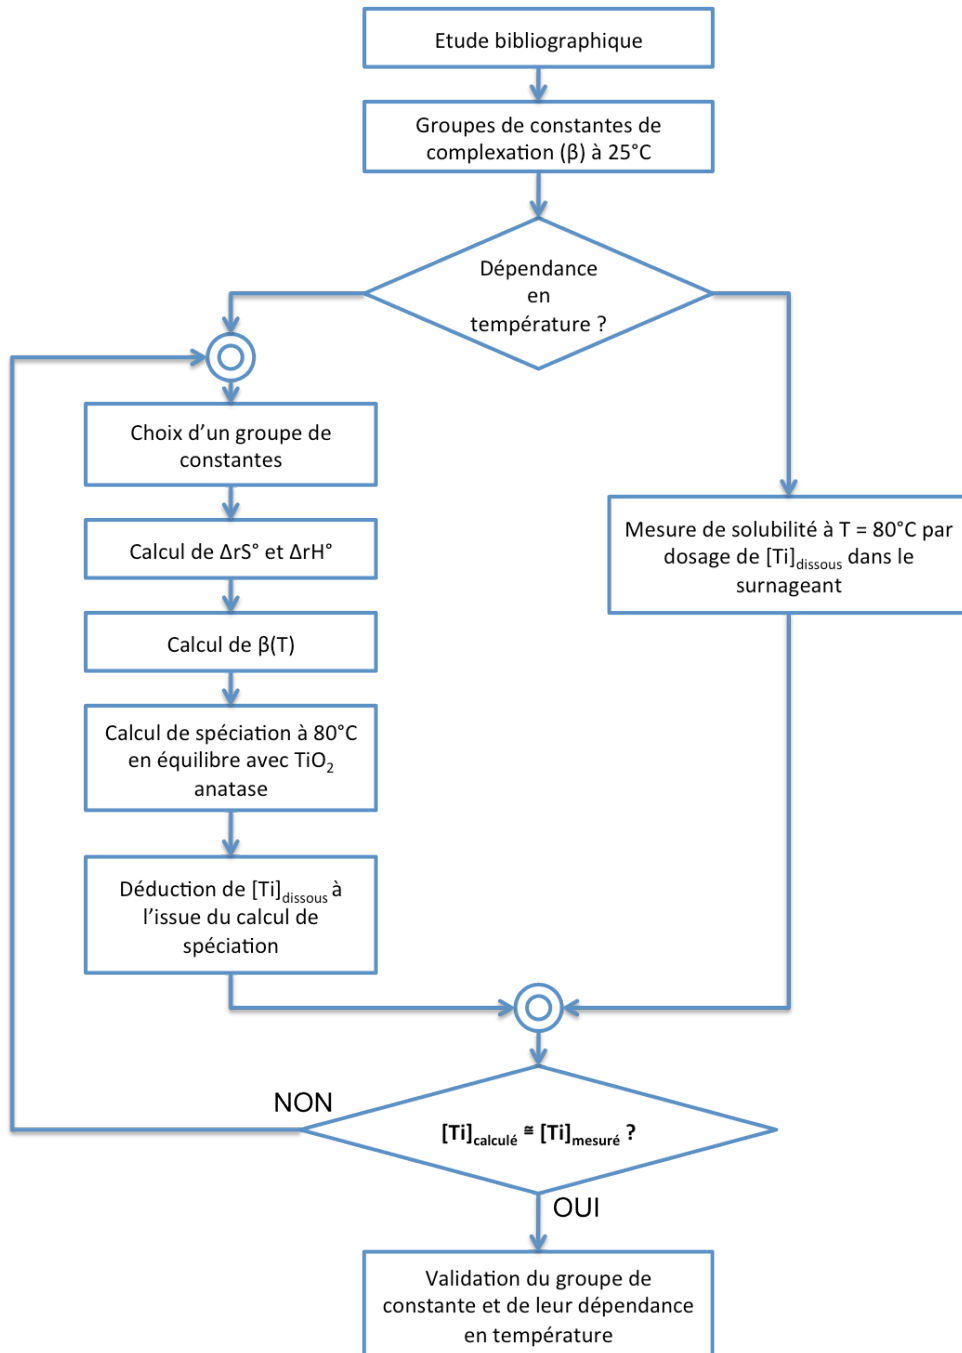 Etude bibliographique
Groupes de constantes de
complexation (β) à 25°C
Dépendance
en
température ?
Choix d’un groupe de
constantes
Calcul de ΔrS° et ΔrH°
Calcul de β(T)
Calcul de spéciation à 80°C
en équilibre avec TiO₂
anatase
Déduction de [Ti]dissous à
l’issue du calcul de
spéciation
Mesure de solubilité à T = 80°C par
dosage de [Ti]dissous dans le
surnageant
NON
[Ti]calculé ≅ [Ti]mesuré ?
OUI
Validation du groupe de
constante et de leur dépendance
en température